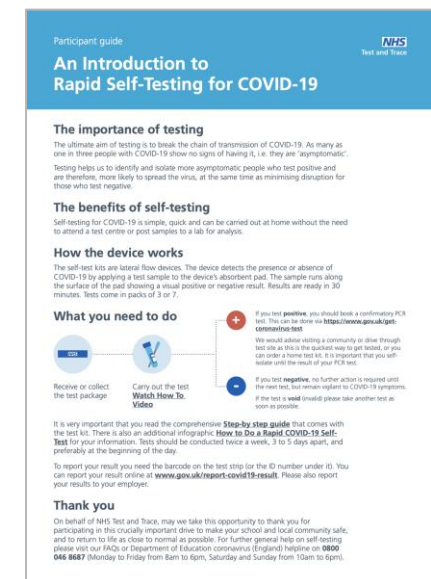 Participant guide
NHS
Test and Trace
An Introduction to
Rapid Self-Testing for COVID-19
The importance of testing
The ultimate aim of testing is to break the chain of transmission of COVID-19. As many as
one in three people with COVID-19 show no signs of having it, i.e. they are 'asymptomatic'.
Testing helps us to identify and isolate more asymptomatic people who test positive and
are therefore, more likely to spread the virus, at the same time as minimising disruption for
those who test negative.
The benefits of self-testing
Self-testing for COVID-19 is simple, quick and can be carried out at home without the need
to attend a test centre or post samples to a lab for analysis.
How the device works
The self-test kits are lateral flow devices. The device detects the presence or absence of
COVID-19 by applying a test sample to the device's absorbent pad. The sample runs along
the surface of the pad showing a visual positive or negative result. Results are ready in 30
minutes. Tests come in packs of 3 or 7.
What you need to do
Receive or collect
the test package
Carry out the test
Watch How To
Video
+
If you test positive, you should book a confirmatory PCR
test. This can be done via https://www.gov.uk/get-
coronavirus-test
We would advise visiting a community or drive through
test site as this is the quickest way to get tested, or you
can order a home test kit. It is important that you self-
isolate until the result of your PCR test.
-
If you test negative, no further action is required until
the next test, but remain vigilant to COVID-19 symptoms.
If the test is void (invalid) please take another test as
soon as possible.
It is very important that you read the comprehensive Step-by step guide that comes with
the test kit. There is also an additional infographic How to Do a Rapid COVID-19 Self-
Test for your information. Tests should be conducted twice a week, 3 to 5 days apart, and
preferably at the beginning of the day.
To report your result you need the barcode on the test strip (or the ID number under it). You
can report your result online at www.gov.uk/report-covid19-result. Please also report
your results to your employer.
Thank you
On behalf of NHS Test and Trace, may we take this opportunity to thank you for
participating in this crucially important drive to make your school and local community safe,
and to return to life as close to normal as possible. For further general help on self-testing
please visit our FAQs or Department of Education coronavirus (England) helpline on 0800
046 8687 (Monday to Friday from 8am to 6pm, Saturday and Sunday from 10am to 6pm).